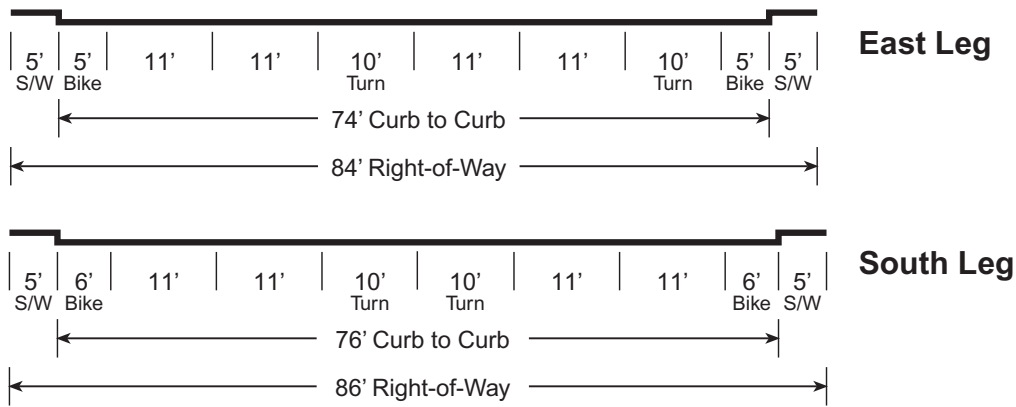 East Leg
5’ 5’ 11’ 11’ 10’ 11’ 11’ 10’ 5’ 5’
S/W Bike Turn Turn Bike S/W
74’ Curb to Curb
84’ Right-of-Way
South Leg
5’ 6’ 11’ 11’ 10’ 10’ 11’ 11’ 6’ 5’
S/W Bike Turn Turn Bike S/W
76’ Curb to Curb
86’ Right-of-Way